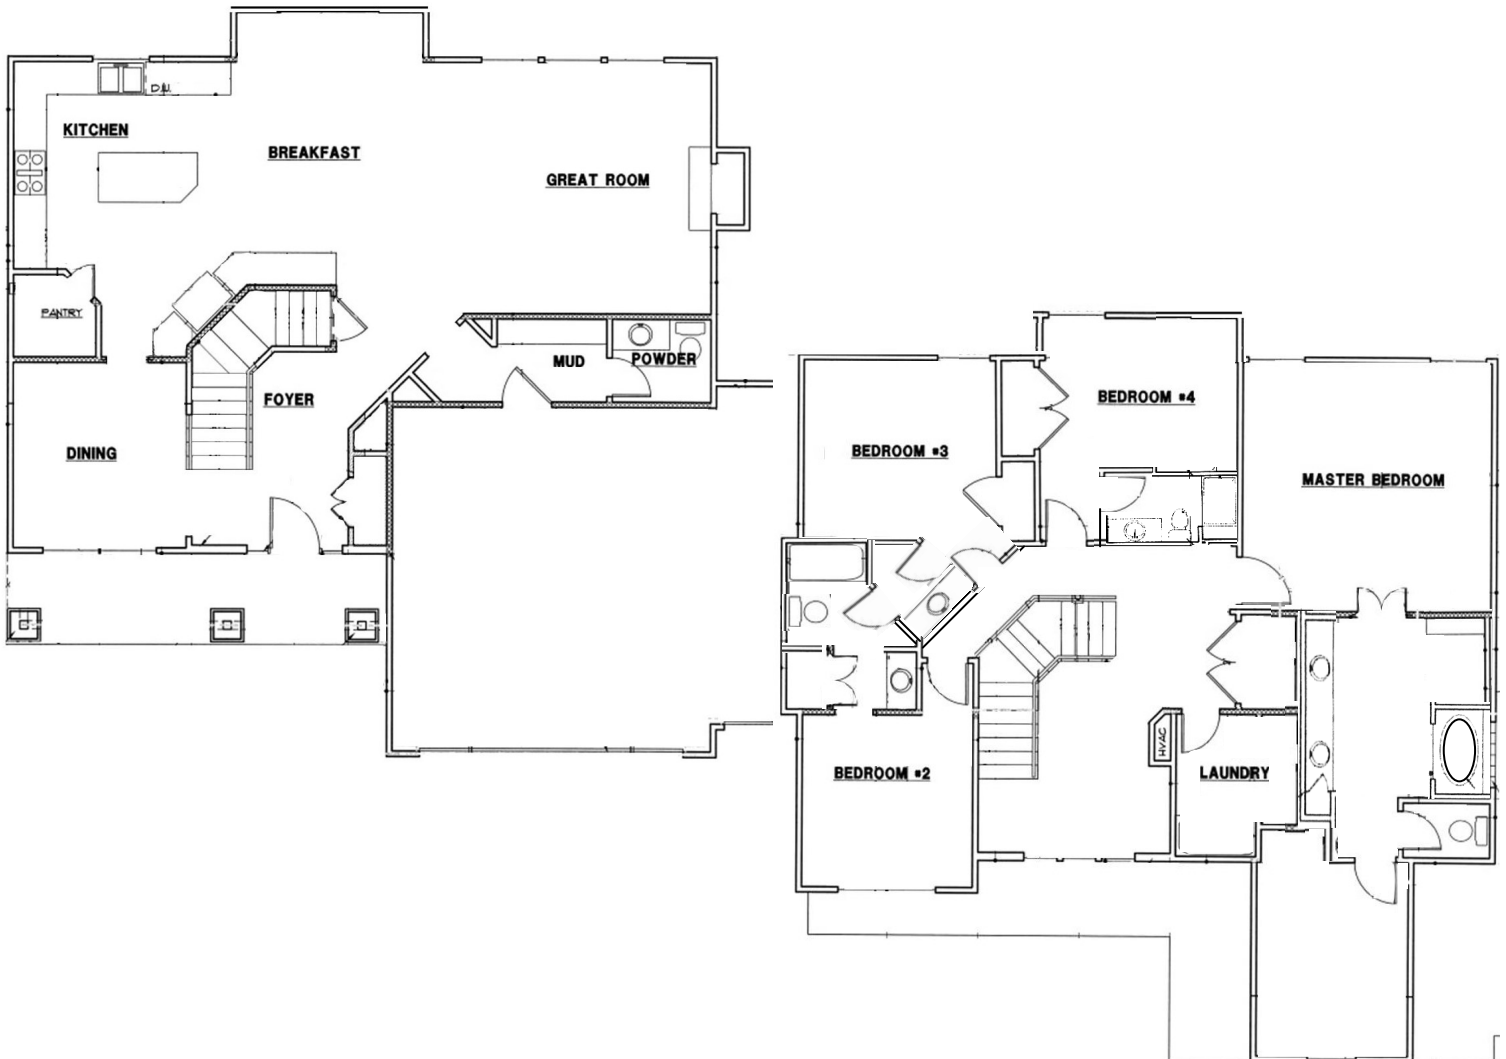 D.W.
KITCHEN
BREAKFAST
GREAT ROOM
PANTRY
MUD
POWDER
FOYER
DINING
BEDROOM #4
BEDROOM #3
MASTER BEDROOM
HVAC
BEDROOM #2
LAUNDRY